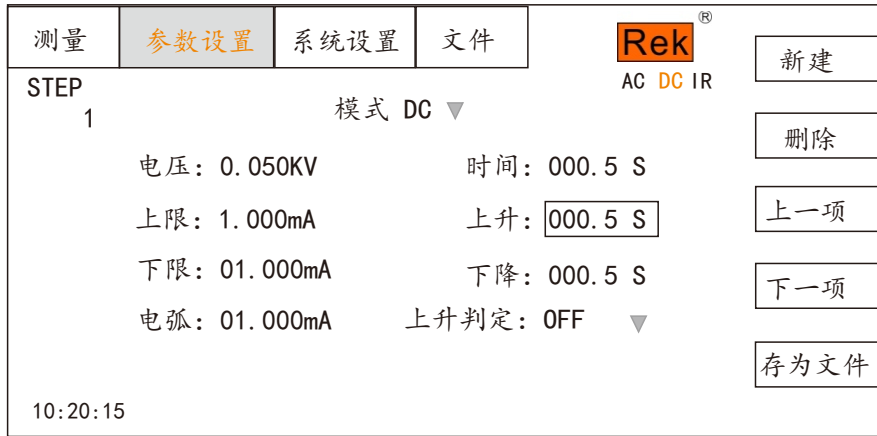 测量 参数设置 系统设置 文件
Rek®
AC DC IR
STEP
1
模式 DC
电压: 0.050KV 时间: 000.5 S
上限: 1.000mA 上升: 000.5 S
下限: 01.000mA 下降: 000.5 S
电弧: 01.000mA 上升判定: OFF
10:20:15
新建
删除
上一项
下一项
存为文件